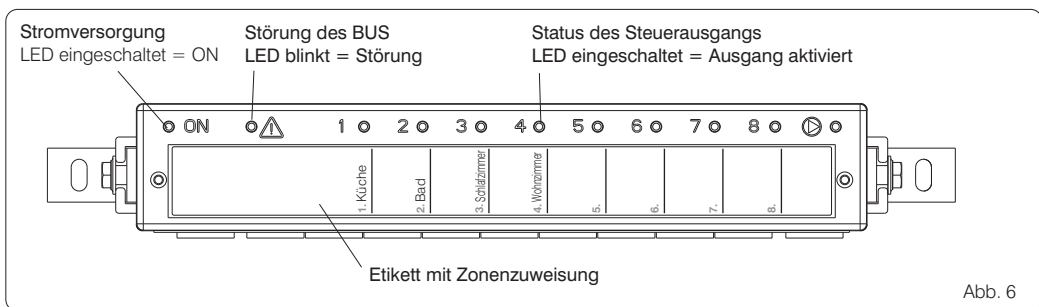 Stromversorgung
LED eingeschaltet = ON
Störung des BUS
LED blinkt = Störung
Status des Steuerausgangs
LED eingeschaltet = Ausgang aktiviert
ON 1 2 3 4 5 6 7 8
1. Küche
2. Bad
3. Schlafzimmer
4. Wohnzimmer
5.
6.
7.
8.
Etikett mit Zonenzuweisung
Abb. 6